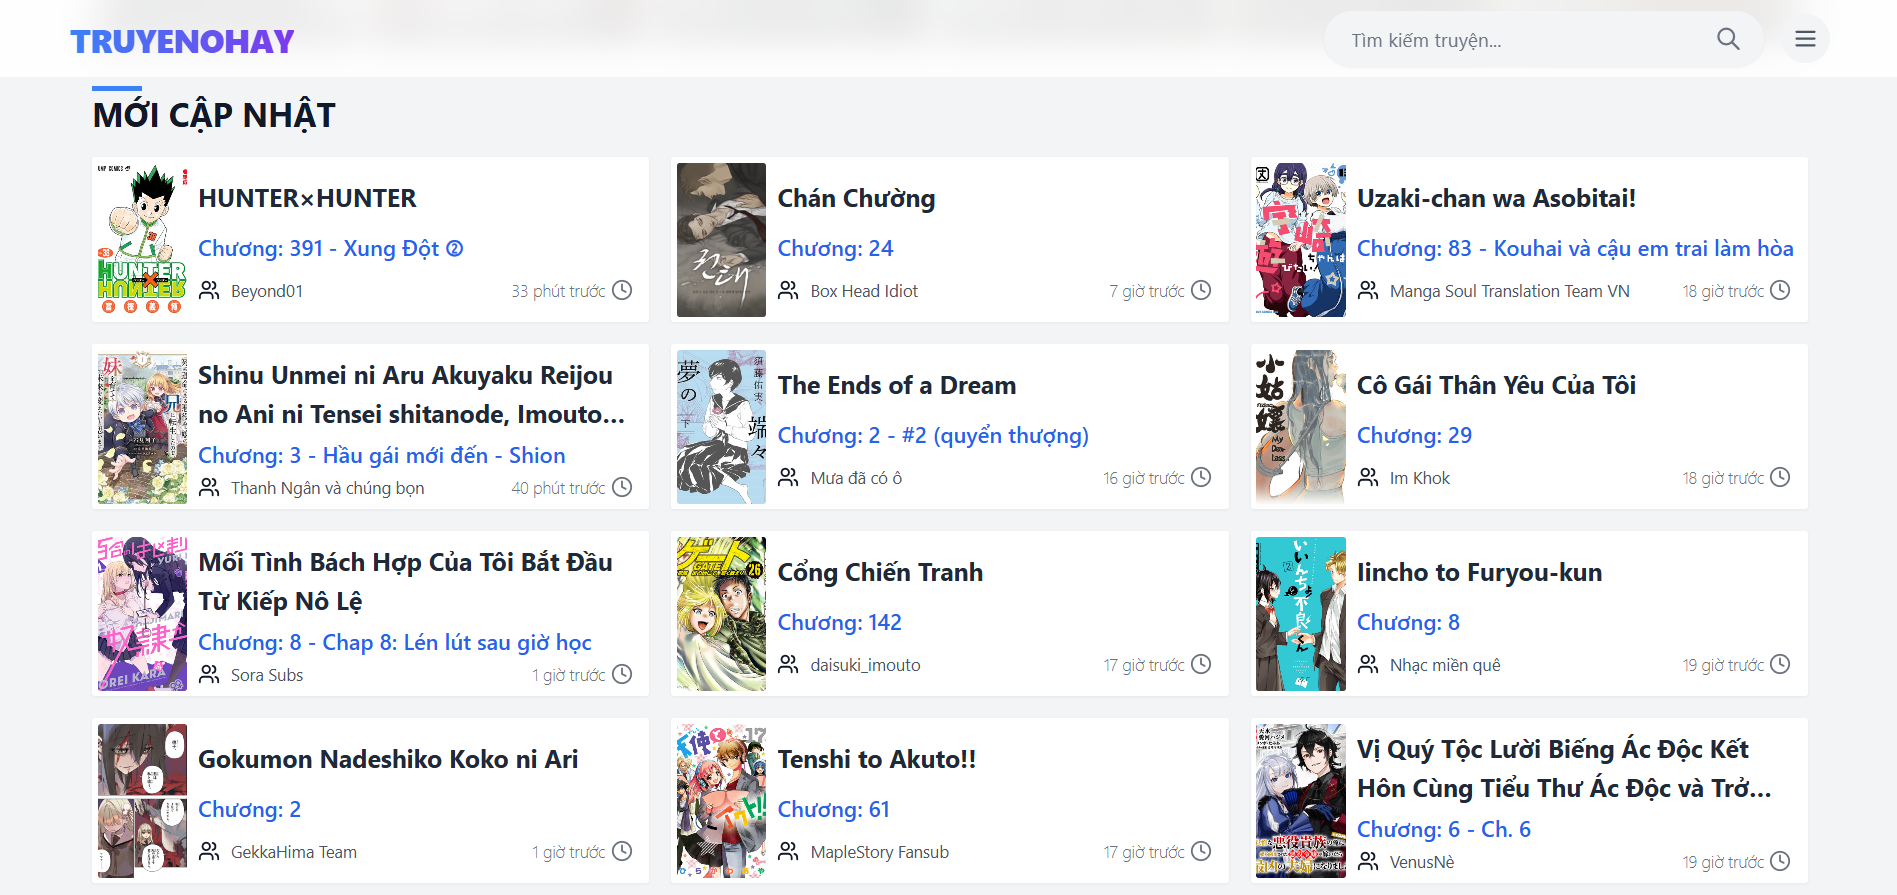 TRUYENOHAY
Tìm kiếm truyện...
MỚI CẬP NHẬT
HUNTER×HUNTER
Chương: 391 - Xung Đột ②
Beyond01
33 phút trước
Chán Chường
Chương: 24
Box Head Idiot
7 giờ trước
Uzaki-chan wa Asobitai!
Chương: 83 - Kouhai và cậu em trai làm hòa
Manga Soul Translation Team VN
18 giờ trước
Shinu Unmei ni Aru Akuyaku Reijou
no Ani ni Tensei shitanode, Imouto...
Chương: 3 - Hầu gái mới đến - Shion
Thanh Ngân và chúng bọn
40 phút trước
The Ends of a Dream
Chương: 2 - #2 (quyển thượng)
Mưa đã có ô
16 giờ trước
Cô Gái Thân Yêu Của Tôi
Chương: 29
Im Khok
18 giờ trước
Mối Tình Bách Hợp Của Tôi Bắt Đầu
Từ Kiếp Nô Lệ
Chương: 8 - Chap 8: Lén lút sau giờ học
Sora Subs
1 giờ trước
Cổng Chiến Tranh
Chương: 142
daisuki_imouto
17 giờ trước
Iincho to Furyou-kun
Chương: 8
Nhạc miền quê
19 giờ trước
Gokumon Nadeshiko Koko ni Ari
Chương: 2
GekkaHima Team
1 giờ trước
Tenshi to Akuto!!
Chương: 61
MapleStory Fansub
17 giờ trước
Vị Quý Tộc Lười Biếng Ác Độc Kết
Hôn Cùng Tiểu Thư Ác Độc và Trở...
Chương: 6 - Ch. 6
VenusNè
19 giờ trước